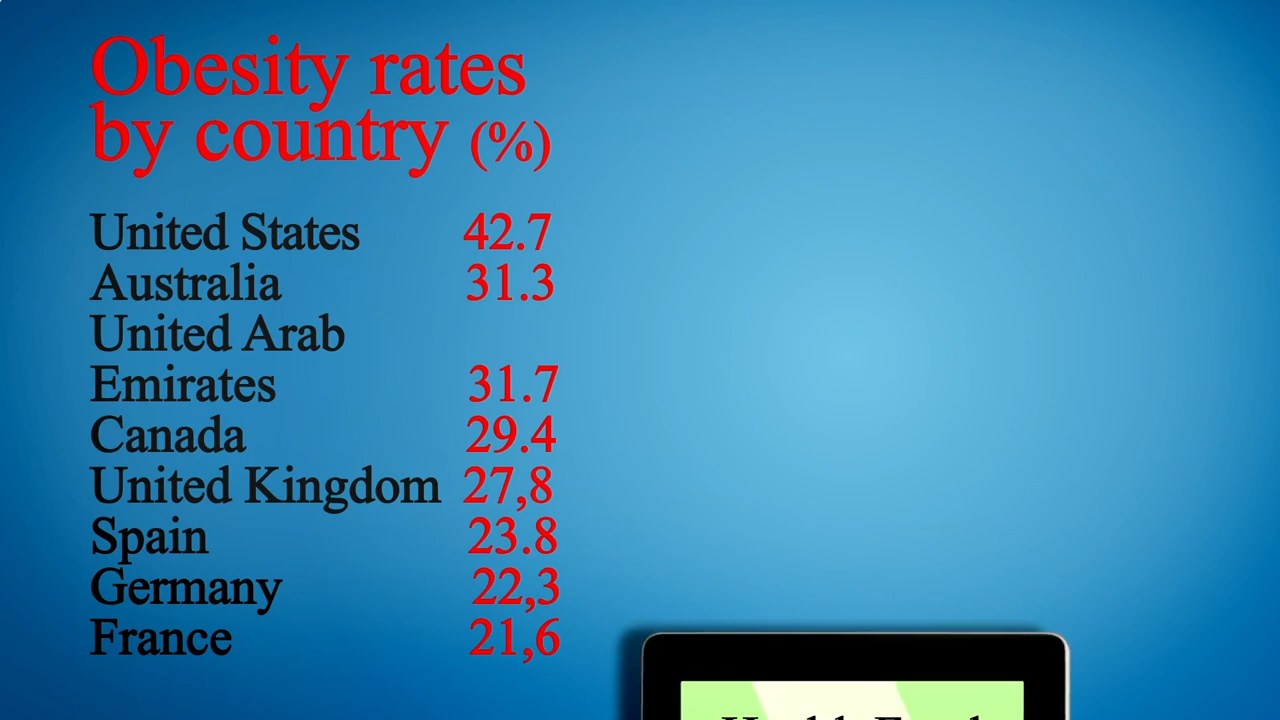 Obesity rates
by country (%)
United States 42.7
Australia 31.3
United Arab
Emirates 31.7
Canada 29.4
United Kingdom 27,8
Spain 23.8
Germany 22,3
France 21,6